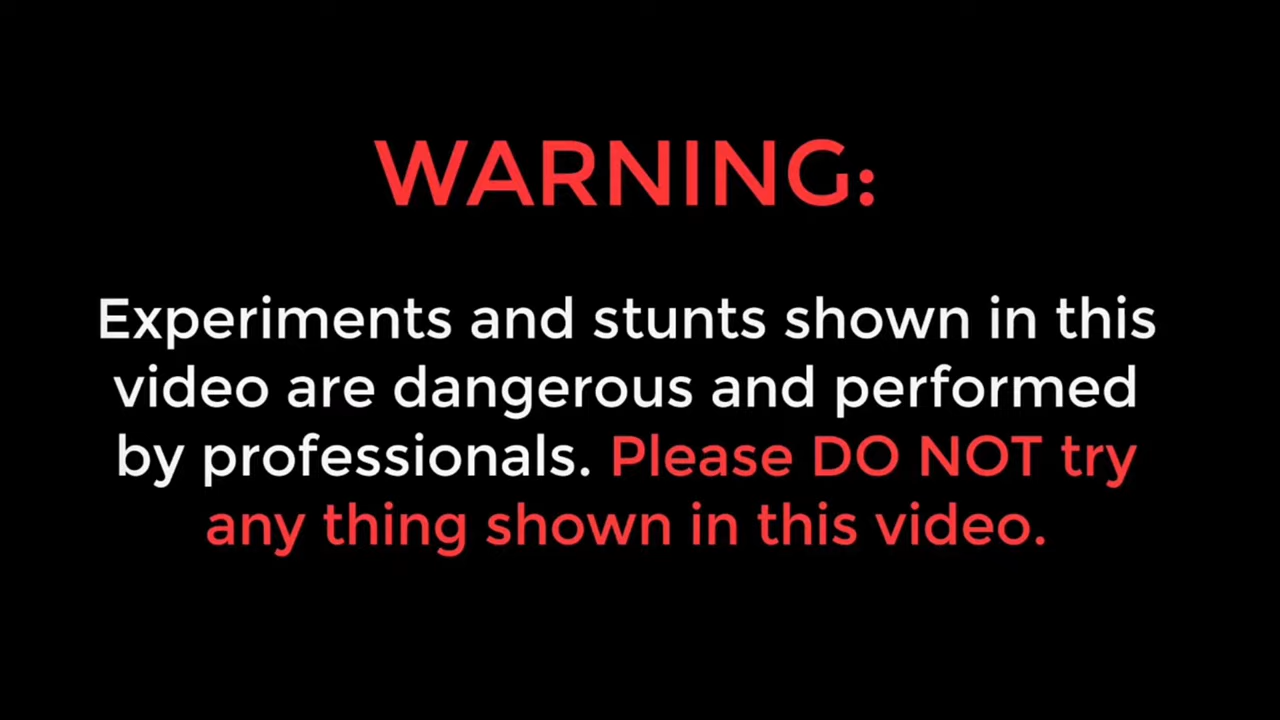 WARNING:
Experiments and stunts shown in this
video are dangerous and performed
by professionals. Please DO NOT try
any thing shown in this video.